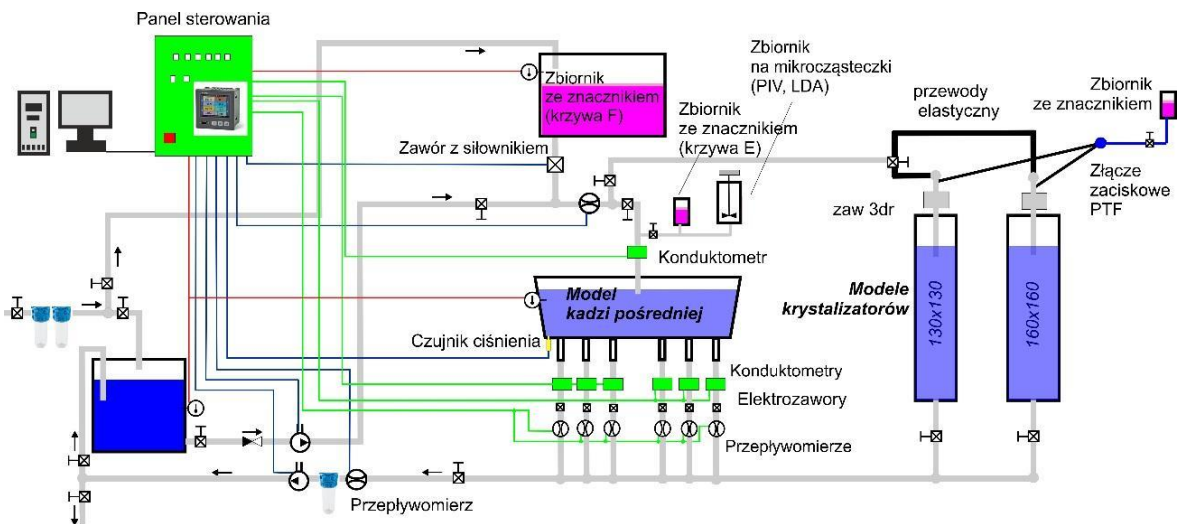 Panel sterowania
Zbiornik
ze znacznikiem
(krzywa F)
Zbiornik
na mikrocząsteczki
(PIV, LDA)
Zbiornik
ze znacznikiem
(krzywa E)
przewody
elastyczny
Zbiornik
ze znacznikiem
Zawór z siłownikiem
Złącze
zaciskowe
PTF
zaw 3dr
Konduktometr
Model
kadzi pośredniej
Modele
krystalizatorów
130x130
160x160
Czujnik ciśnienia
Konduktometry
Elektrozawory
Przepływomierze
Przepływomierz